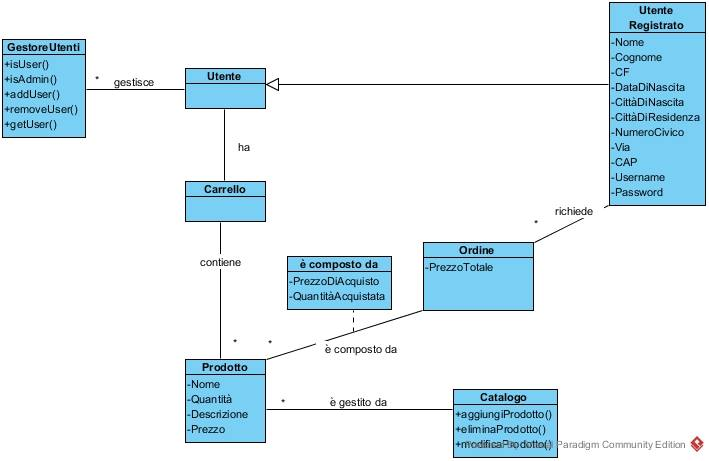 Utente
Registrato
-Nome
-Cognome
-CF
-DataDiNascita
-CittàDiNascita
-CittàDiResidenza
-NumeroCivico
-Via
-CAP
-Username
-Password
GestoreUtenti
+isUser()
+isAdmin()
+addUser()
+removeUser()
+getUser()
*
gestisce
Utente
ha
Carrello
richiede
*
contiene
è composto da
-PrezzoDiAcquisto
-QuantitàAcquistata
Ordine
-PrezzoTotale
*
*
è composto da
Prodotto
-Nome
-Quantità
-Descrizione
-Prezzo
*
è gestito da
Catalogo
+aggiungiProdotto()
+eliminaProdotto()
+modificaProdotto()
Visual Paradigm Community Edition